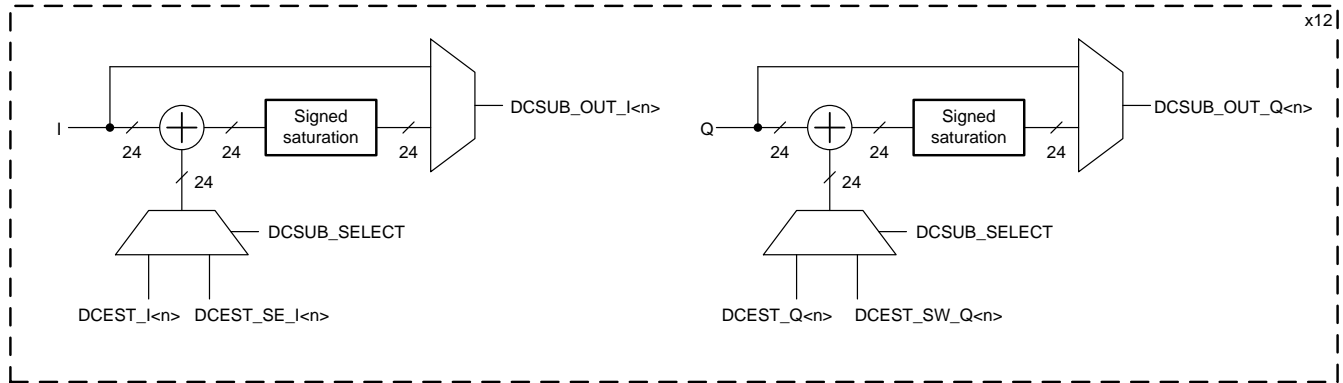 x12
I
24
24
Signed
saturation
24
DCSUB_OUT_I<n>
24
DCSUB_SELECT
DCEST_I<n>
DCEST_SE_I<n>
Q
24
24
Signed
saturation
24
DCSUB_OUT_Q<n>
24
DCSUB_SELECT
DCEST_Q<n>
DCEST_SW_Q<n>